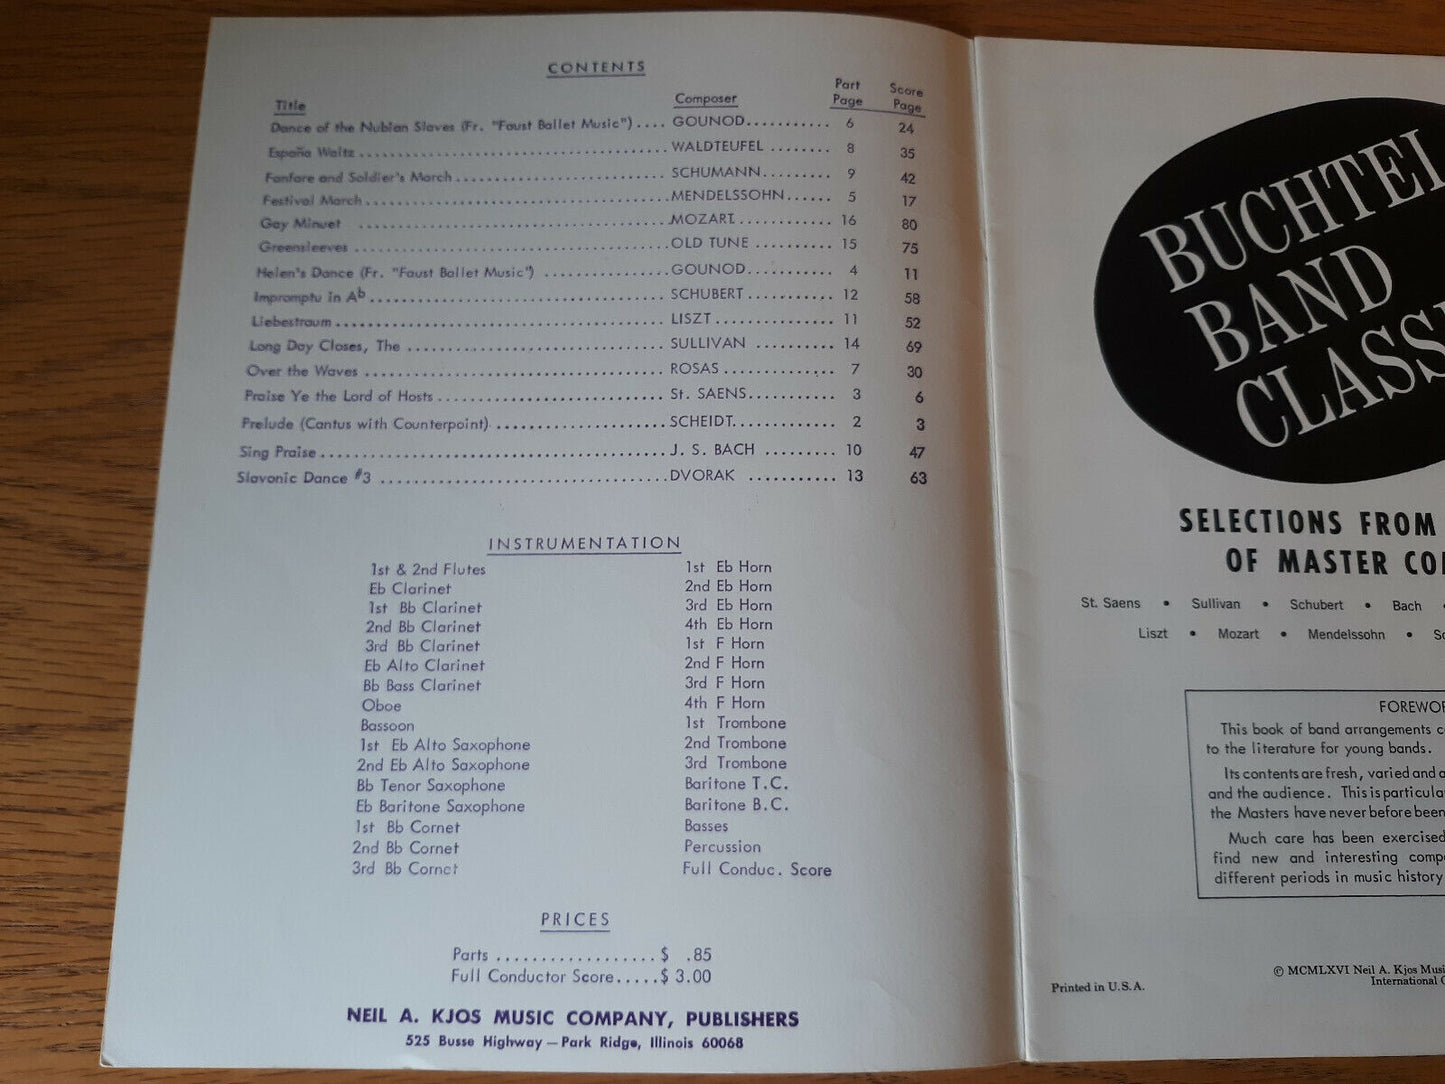 CONTENTS
Title Composer Part Page Score Page
Dance of the Nubian Slaves (Fr. "Faust Ballet Music") .... GOUNOD........... 6 24
España Waltz ........................................ WALDTEUFEL ........ 8 35
Fanfare and Soldier's March ........................... SCHUMANN......... 9 42
Festival March ....................................... MENDELSSOHN...... 5 17
Gay Minuet ........................................ MOZART............. 16 80
Greensleeves ........................................ OLD TUNE .......... 15 75
Helen's Dance (Fr. "Faust Ballet Music") ................ GOUNOD........... 4 11
Impromptu In Ab ..................................... SCHUBERT ........... 12 58
Liebestraum ......................................... LISZT ............... 11 52
Long Day Closes, The ................................ SULLIVAN .......... 14 69
Over the Waves ..................................... ROSAS .............. 7 30
Praise Ye the Lord of Hosts ............................ St. SAENS........... 3 6
Prelude (Cantus with Counterpoint) ..................... SCHEIDT............. 2 3
Sing Praise .......................................... J. S. BACH ......... 10 47
Slavonic Dance #3 ................................... DVORAK ........... 13 63
INSTRUMENTATION
1st & 2nd Flutes
Eb Clarinet
1st Bb Clarinet
2nd Bb Clarinet
3rd Bb Clarinet
Eb Alto Clarinet
Bb Bass Clarinet
Oboe
Bassoon
1st Eb Alto Saxophone
2nd Eb Alto Saxophone
Bb Tenor Saxophone
Eb Baritone Saxophone
1st Bb Cornet
2nd Bb Cornet
3rd Bb Cornet
1st Eb Horn
2nd Eb Horn
3rd Eb Horn
4th Eb Horn
1st F Horn
2nd F Horn
3rd F Horn
4th F Horn
1st Trombone
2nd Trombone
3rd Trombone
Baritone T.C.
Baritone B.C.
Basses
Percussion
Full Conduc. Score
PRICES
Parts .................. $ .85
Full Conductor Score.....$ 3.00
NEIL A. KJOS MUSIC COMPANY, PUBLISHERS
525 Busse Highway — Park Ridge, Illinois 60068
BUCHTEL
BAND
CLASSI
SELECTIONS FROM
OF MASTER CO
St. Saens • Sullivan • Schubert • Bach •
Liszt • Mozart • Mendelssohn •
FOREWOR
This book of band arrangements
to the literature for young bands.
Its contents are fresh, varied and
and the audience. This is particula
the Masters have never before been
Much care has been exercised
find new and interesting comp
different periods in music history
© MCMLXVI Neil A. Kjos Musi
International
Printed in U.S.A.